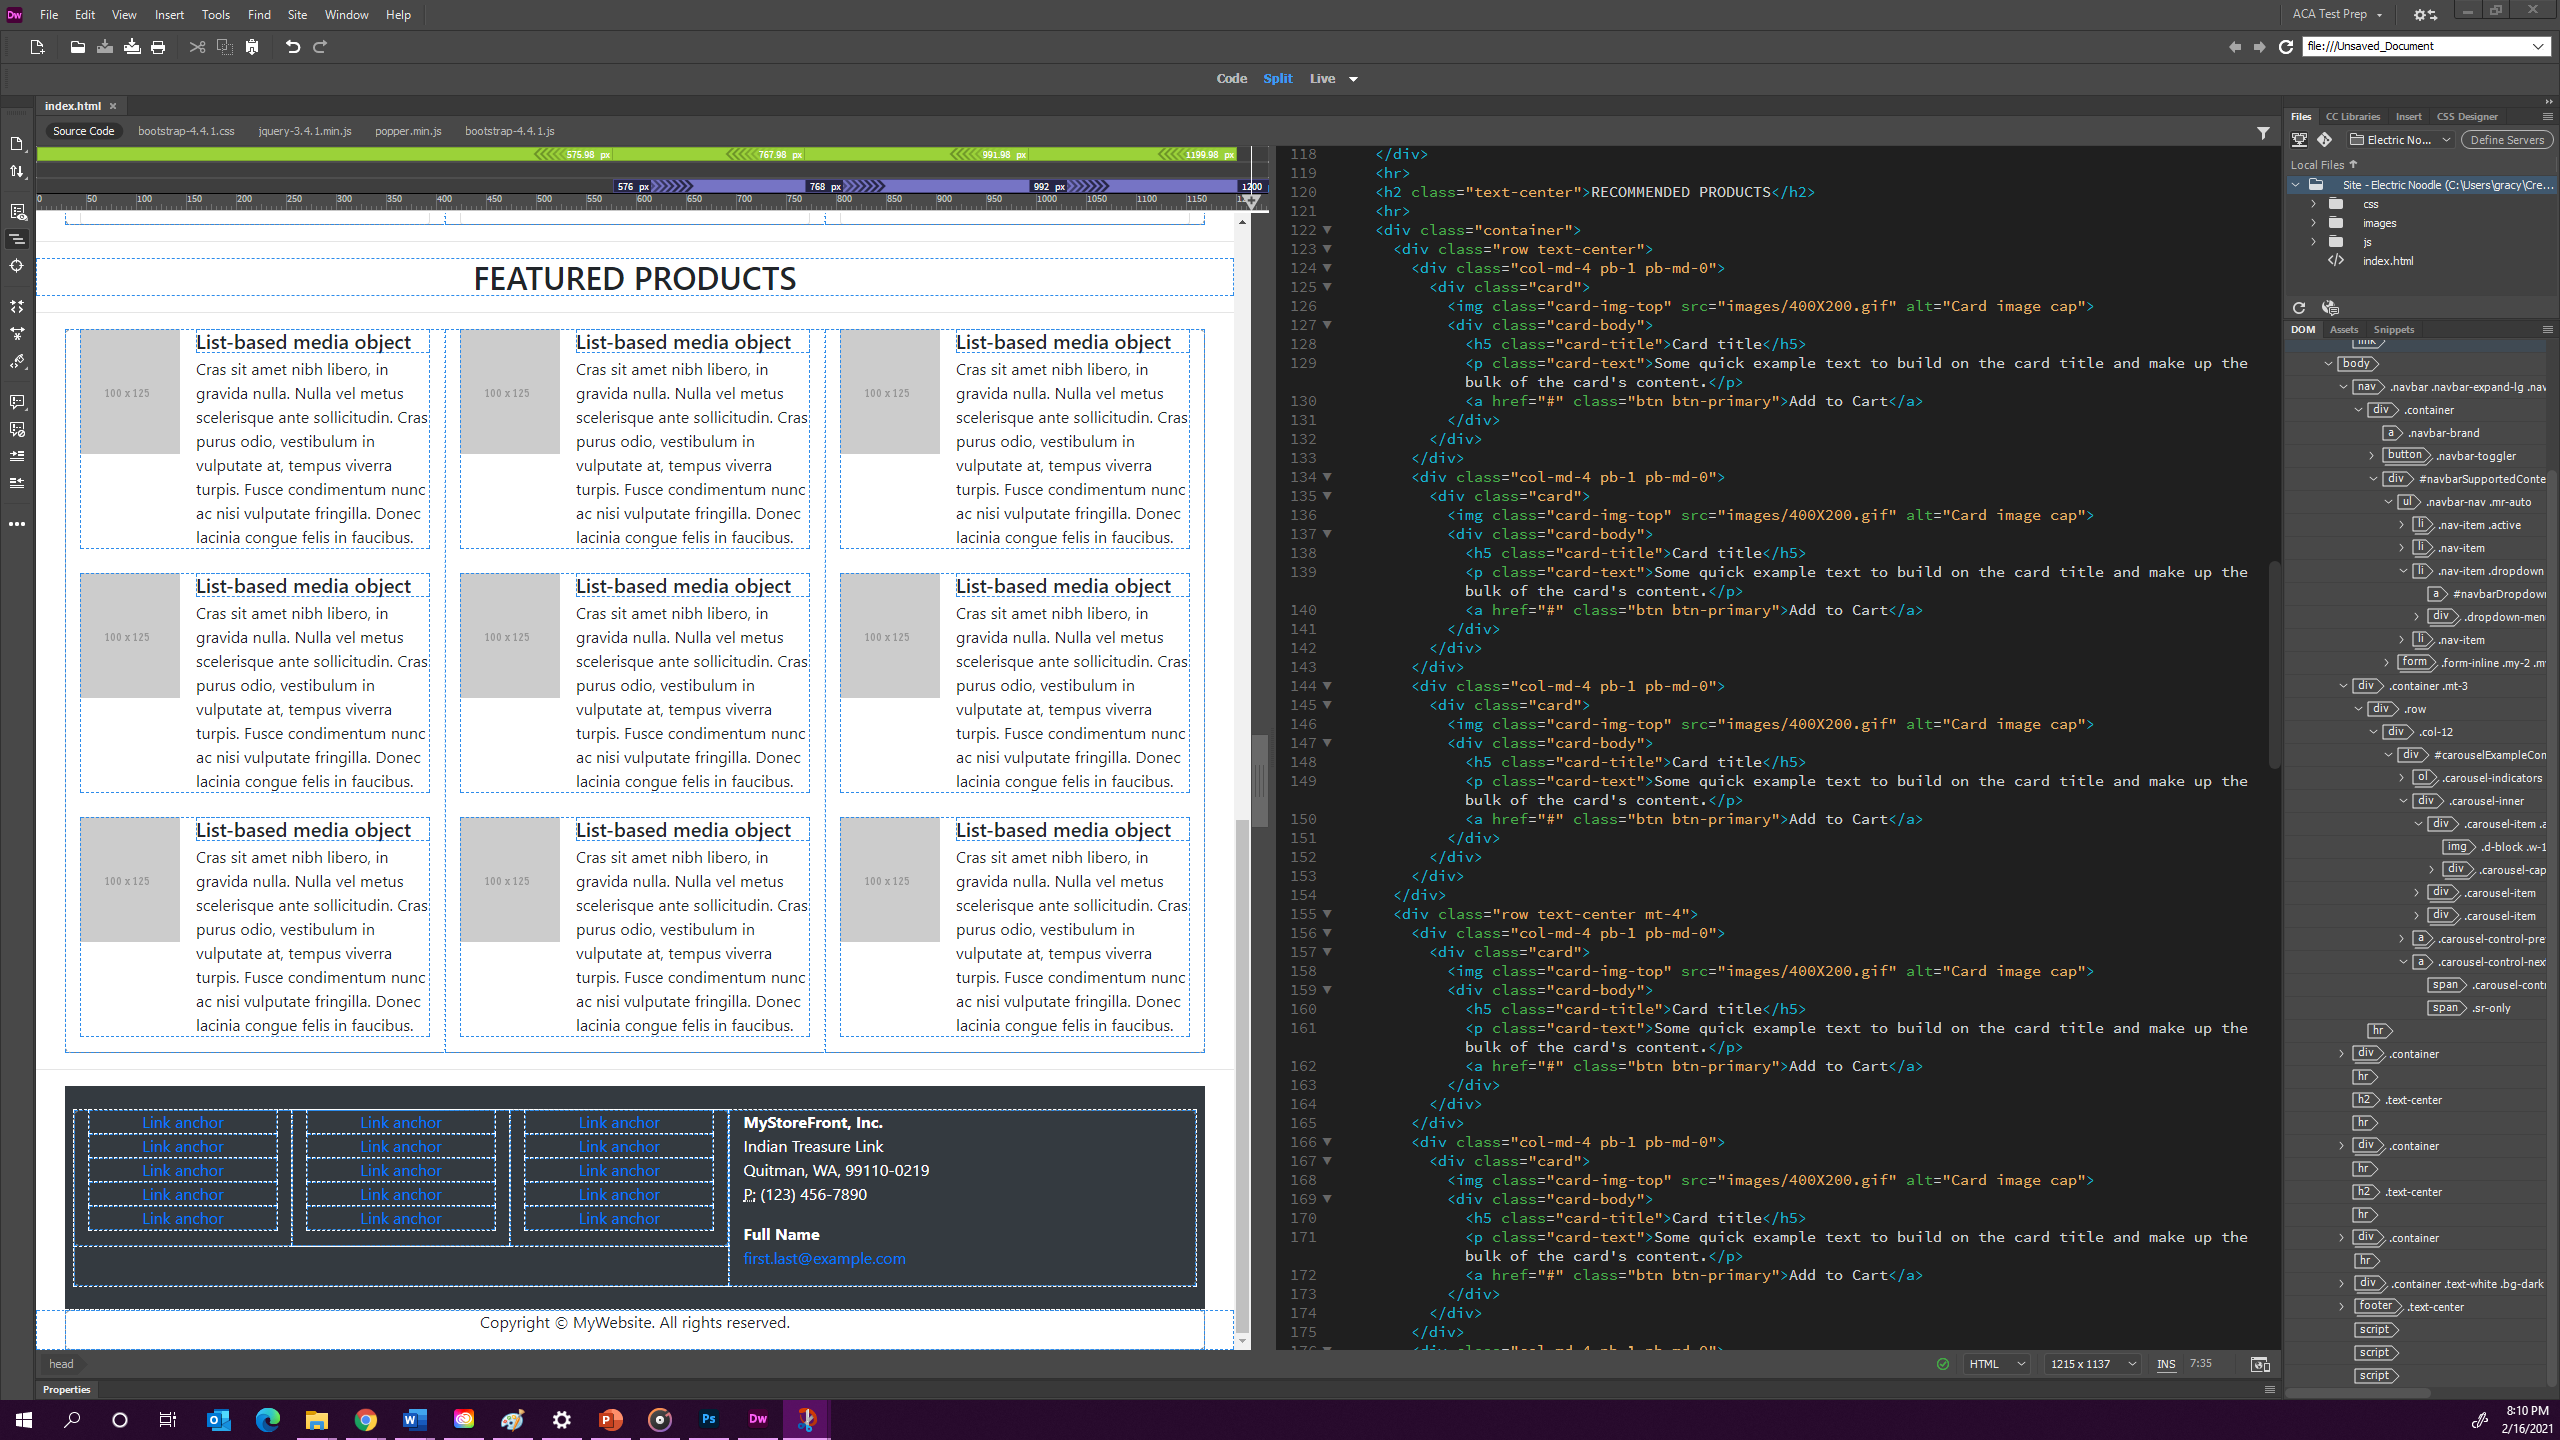 Dw File Edit View Insert Tools Find Site Window Help
ACA Test Prep
file:///Unsaved_Document
Code Split Live
index.html
Source Code bootstrap-4.4.1.css jquery-3.4.1.min.js popper.min.js bootstrap-4.4.1.js
575.98 px 767.98 px 991.98 px 1199.98 px
576 px 768 px 992 px 1200
0 50 100 150 200 250 300 350 400 450 500 550 600 650 700 750 800 850 900 950 1000 1050 1100 1150
FEATURED PRODUCTS
100 x 125
List-based media object
Cras sit amet nibh libero, in
gravida nulla. Nulla vel metus
scelerisque ante sollicitudin. Cras
purus odio, vestibulum in
vulputate at, tempus viverra
turpis. Fusce condimentum nunc
ac nisi vulputate fringilla. Donec
lacinia congue felis in faucibus.
100 x 125
List-based media object
Cras sit amet nibh libero, in
gravida nulla. Nulla vel metus
scelerisque ante sollicitudin. Cras
purus odio, vestibulum in
vulputate at, tempus viverra
turpis. Fusce condimentum nunc
ac nisi vulputate fringilla. Donec
lacinia congue felis in faucibus.
100 x 125
List-based media object
Cras sit amet nibh libero, in
gravida nulla. Nulla vel metus
scelerisque ante sollicitudin. Cras
purus odio, vestibulum in
vulputate at, tempus viverra
turpis. Fusce condimentum nunc
ac nisi vulputate fringilla. Donec
lacinia congue felis in faucibus.
100 x 125
List-based media object
Cras sit amet nibh libero, in
gravida nulla. Nulla vel metus
scelerisque ante sollicitudin. Cras
purus odio, vestibulum in
vulputate at, tempus viverra
turpis. Fusce condimentum nunc
ac nisi vulputate fringilla. Donec
lacinia congue felis in faucibus.
100 x 125
List-based media object
Cras sit amet nibh libero, in
gravida nulla. Nulla vel metus
scelerisque ante sollicitudin. Cras
purus odio, vestibulum in
vulputate at, tempus viverra
turpis. Fusce condimentum nunc
ac nisi vulputate fringilla. Donec
lacinia congue felis in faucibus.
100 x 125
List-based media object
Cras sit amet nibh libero, in
gravida nulla. Nulla vel metus
scelerisque ante sollicitudin. Cras
purus odio, vestibulum in
vulputate at, tempus viverra
turpis. Fusce condimentum nunc
ac nisi vulputate fringilla. Donec
lacinia congue felis in faucibus.
100 x 125
List-based media object
Cras sit amet nibh libero, in
gravida nulla. Nulla vel metus
scelerisque ante sollicitudin. Cras
purus odio, vestibulum in
vulputate at, tempus viverra
turpis. Fusce condimentum nunc
ac nisi vulputate fringilla. Donec
lacinia congue felis in faucibus.
100 x 125
List-based media object
Cras sit amet nibh libero, in
gravida nulla. Nulla vel metus
scelerisque ante sollicitudin. Cras
purus odio, vestibulum in
vulputate at, tempus viverra
turpis. Fusce condimentum nunc
ac nisi vulputate fringilla. Donec
lacinia congue felis in faucibus.
100 x 125
List-based media object
Cras sit amet nibh libero, in
gravida nulla. Nulla vel metus
scelerisque ante sollicitudin. Cras
purus odio, vestibulum in
vulputate at, tempus viverra
turpis. Fusce condimentum nunc
ac nisi vulputate fringilla. Donec
lacinia congue felis in faucibus.
Link anchor Link anchor Link anchor
Link anchor Link anchor Link anchor
Link anchor Link anchor Link anchor
Link anchor Link anchor Link anchor
Link anchor Link anchor Link anchor
MyStoreFront, Inc.
Indian Treasure Link
Quitman, WA, 99110-0219
P: (123) 456-7890
Full Name
first.last@example.com
Copyright © MyWebsite. All rights reserved.
head
Properties
118 </div>
119 <hr>
120 <h2 class="text-center">RECOMMENDED PRODUCTS</h2>
121 <hr>
122 <div class="container">
123 <div class="row text-center">
124 <div class="col-md-4 pb-1 pb-md-0">
125 <div class="card">
126 <img class="card-img-top" src="images/400X200.gif" alt="Card image cap">
127 <div class="card-body">
128 <h5 class="card-title">Card title</h5>
129 <p class="card-text">Some quick example text to build on the card title and make up the
bulk of the card's content.</p>
130 <a href="#" class="btn btn-primary">Add to Cart</a>
131 </div>
132 </div>
133 </div>
134 <div class="col-md-4 pb-1 pb-md-0">
135 <div class="card">
136 <img class="card-img-top" src="images/400X200.gif" alt="Card image cap">
137 <div class="card-body">
138 <h5 class="card-title">Card title</h5>
139 <p class="card-text">Some quick example text to build on the card title and make up the
bulk of the card's content.</p>
140 <a href="#" class="btn btn-primary">Add to Cart</a>
141 </div>
142 </div>
143 </div>
144 <div class="col-md-4 pb-1 pb-md-0">
145 <div class="card">
146 <img class="card-img-top" src="images/400X200.gif" alt="Card image cap">
147 <div class="card-body">
148 <h5 class="card-title">Card title</h5>
149 <p class="card-text">Some quick example text to build on the card title and make up the
bulk of the card's content.</p>
150 <a href="#" class="btn btn-primary">Add to Cart</a>
151 </div>
152 </div>
153 </div>
154 </div>
155 <div class="row text-center mt-4">
156 <div class="col-md-4 pb-1 pb-md-0">
157 <div class="card">
158 <img class="card-img-top" src="images/400X200.gif" alt="Card image cap">
159 <div class="card-body">
160 <h5 class="card-title">Card title</h5>
161 <p class="card-text">Some quick example text to build on the card title and make up the
bulk of the card's content.</p>
162 <a href="#" class="btn btn-primary">Add to Cart</a>
163 </div>
164 </div>
165 </div>
166 <div class="col-md-4 pb-1 pb-md-0">
167 <div class="card">
168 <img class="card-img-top" src="images/400X200.gif" alt="Card image cap">
169 <div class="card-body">
170 <h5 class="card-title">Card title</h5>
171 <p class="card-text">Some quick example text to build on the card title and make up the
bulk of the card's content.</p>
172 <a href="#" class="btn btn-primary">Add to Cart</a>
173 </div>
174 </div>
175 </div>
176 <div class="col-md-4 pb-1 pb-md-0">
HTML 1215 x 1137 INS 7:35
Files CC Libraries Insert CSS Designer
Electric No... Define Servers
Local Files
Site - Electric Noodle (C:\Users\gracy\Cre...
css
images
js
index.html
DOM Assets Snippets
link
body
nav .navbar .navbar-expand-lg .nav
div .container
a .navbar-brand
button .navbar-toggler
div #navbarSupportedConte
ul .navbar-nav .mr-auto
li .nav-item .active
li .nav-item
li .nav-item .dropdown
a #navbarDropdown
div .dropdown-men
li .nav-item
form .form-inline .my-2 .m
div .container .mt-3
div .row
div .col-12
div #carouselExampleCon
ol .carousel-indicators
div .carousel-inner
div .carousel-item .a
img .d-block .w-1
div .carousel-cap
div .carousel-item
div .carousel-item
a .carousel-control-pre
a .carousel-control-nex
span .carousel-cont
span .sr-only
hr
div .container
hr
h2 .text-center
hr
div .container
hr
h2 .text-center
hr
div .container
hr
div .container .text-white .bg-dark
footer .text-center
script
script
script
Ps Dw
8:10 PM
2/16/2021